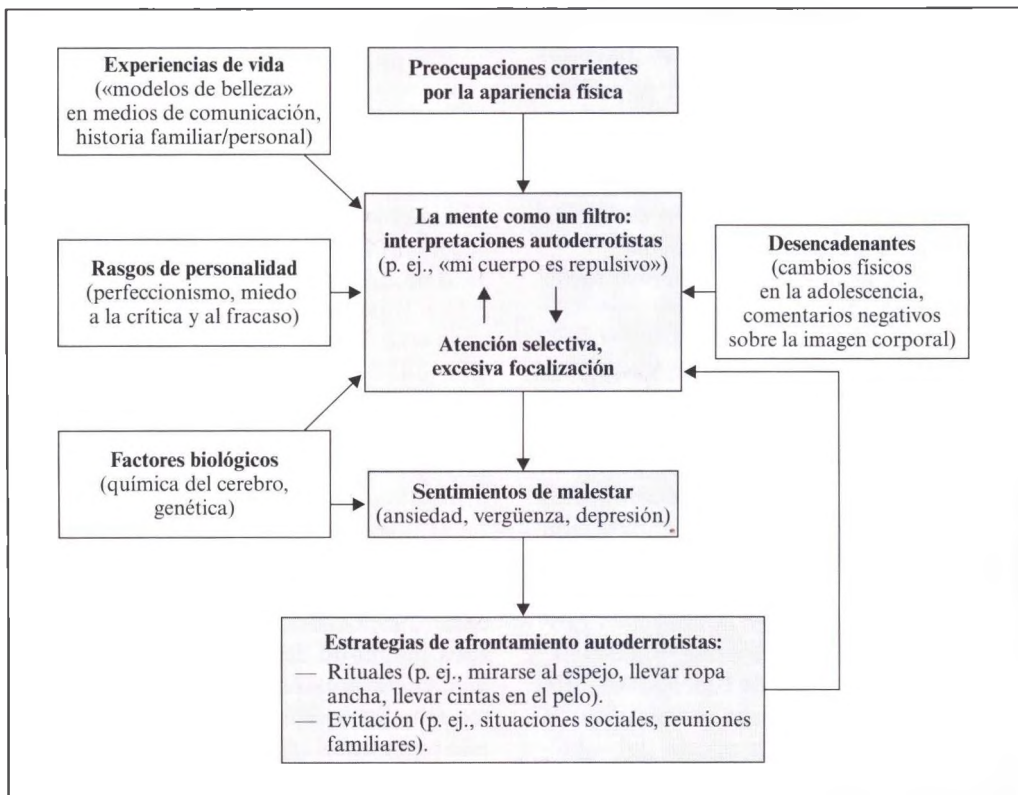 Experiencias de vida
(«modelos de belleza»
en medios de comunicación,
historia familiar/personal)
Preocupaciones corrientes
por la apariencia física
La mente como un filtro:
interpretaciones autoderrotistas
(p. ej., «mi cuerpo es repulsivo»)
Rasgos de personalidad
(perfeccionismo, miedo
a la crítica y al fracaso)
Desencadenantes
(cambios físicos
en la adolescencia,
comentarios negativos
sobre la imagen corporal)
Atención selectiva,
excesiva focalización
Factores biológicos
(química del cerebro,
genética)
Sentimientos de malestar
(ansiedad, vergüenza, depresión)
Estrategias de afrontamiento autoderrotistas:
— Rituales (p. ej., mirarse al espejo, llevar ropa
ancha, llevar cintas en el pelo).
— Evitación (p. ej., situaciones sociales, reuniones
familiares).